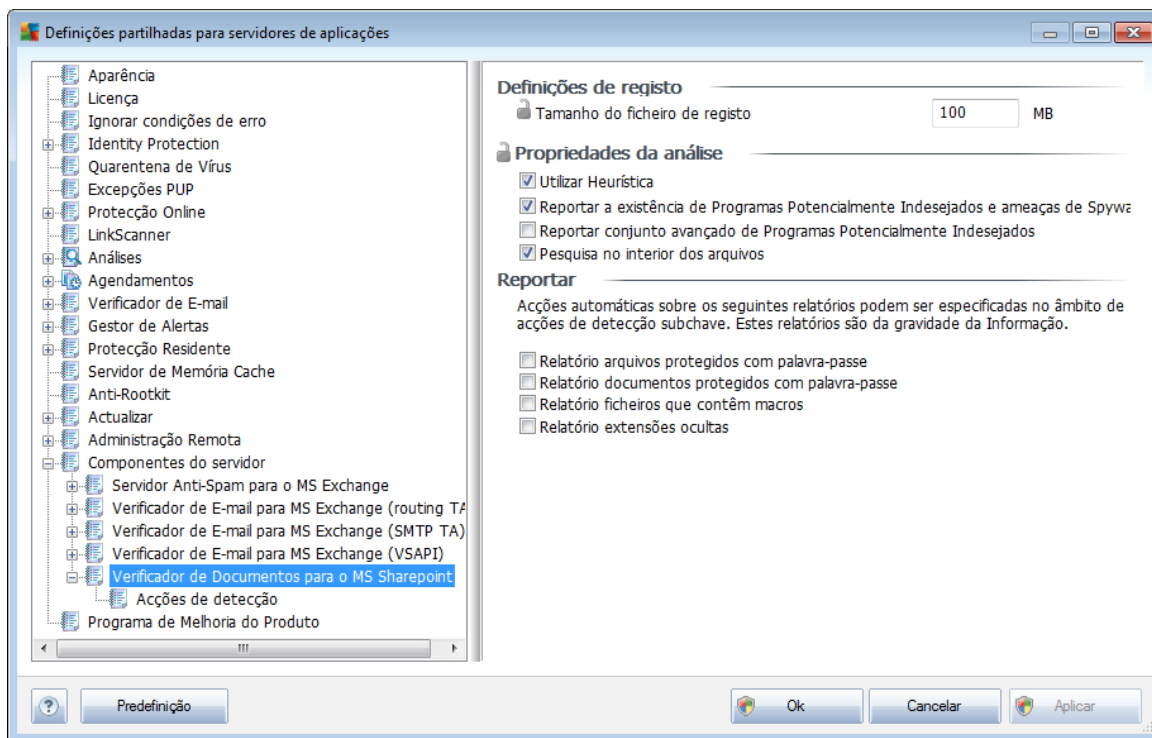 Definições partilhadas para servidores de aplicações
Aparência
Licença
Ignorar condições de erro
Identity Protection
Quarentena de Vírus
Excepções PUP
Protecção Online
LinkScanner
Análises
Agendamentos
Verificador de E-mail
Gestor de Alertas
Protecção Residente
Servidor de Memória Cache
Anti-Rootkit
Actualizar
Administração Remota
Componentes do servidor
Servidor Anti-Spam para o MS Exchange
Verificador de E-mail para MS Exchange (routing TA
Verificador de E-mail para MS Exchange (SMTP TA)
Verificador de E-mail para MS Exchange (VSAPI)
Verificador de Documentos para o MS Sharepoint
Acções de detecção
Programa de Melhoria do Produto
Definições de registo
Tamanho do ficheiro de registo 100 MB
Propriedades da análise
Utilizar Heurística
Reportar a existência de Programas Potencialmente Indesejados e ameaças de Spywa
Reportar conjunto avançado de Programas Potencialmente Indesejados
Pesquisa no interior dos arquivos
Reportar
Acções automáticas sobre os seguintes relatórios podem ser especificadas no âmbito de
acções de detecção subchave. Estes relatórios são da gravidade da Informação.
Relatório arquivos protegidos com palavra-passe
Relatório documentos protegidos com palavra-passe
Relatório ficheiros que contêm macros
Relatório extensões ocultas
? Predefinição Ok Cancelar Aplicar